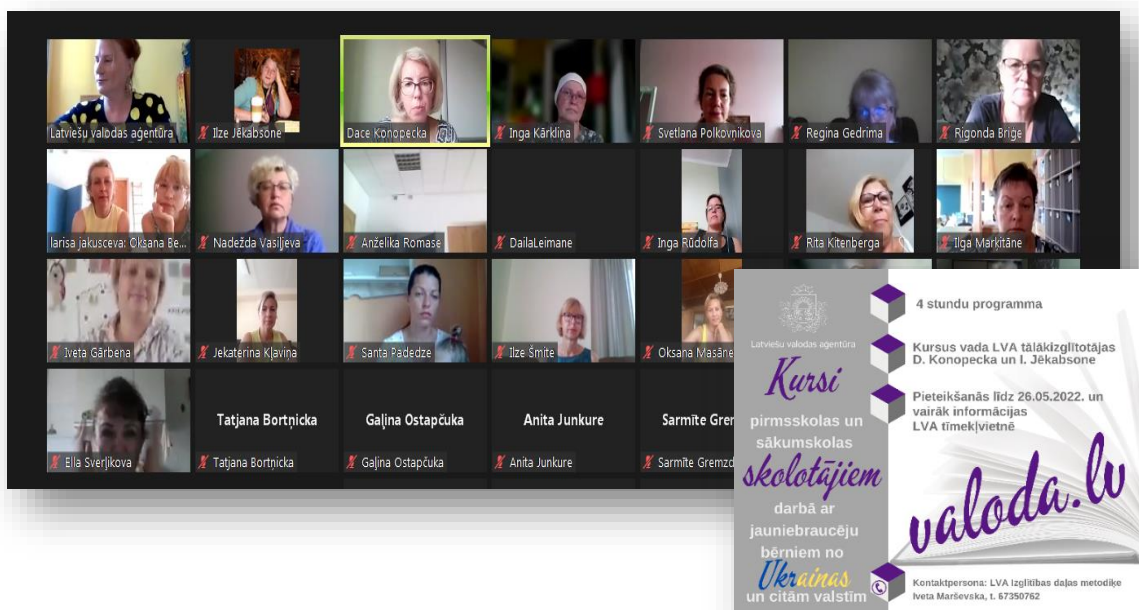 Latviešu valodas aģentūra
Ilze Jēkabsone
Dace Konopecka
Inga Kārkliņa
Svetlana Polkovņikova
Regina Gedrima
Rigonda Briģe
larisa jakusceva: Oksana Be...
Nadežda Vasiļjeva
Anželika Romase
DailaLeimane
Inga Rūdolfa
Rita Ķitenberga
Ilga Marķitāne
Iveta Gārbena
Jekaterina Kļaviņa
Santa Padedze
Ilze Šmite
Oksana Masāne
Ella Sverļikova
Tatjana Bortņicka
Tatjana Bortņicka
Gaļina Ostapčuka
Gaļina Ostapčuka
Anita Junkure
Anita Junkure
Sarmīte Grem
Sarmīte Gremzd
Latviešu valodas aģentūra
Kursi
pirmsskolas un
sākumskolas
skolotājiem
darbā ar
jauniebraucēju
bērniem no
Ukrainas
un citām valstīm
4 stundu programma
Kursus vada LVA tālākizglītotājas
D. Konopecka un I. Jēkabsone
Pieteikšanās līdz 26.05.2022. un
vairāk informācijas
LVA tīmekļvietnē
valoda.lv
Kontaktpersona: LVA Izglītības daļas metodiķe
Iveta Marševska, t. 67350762